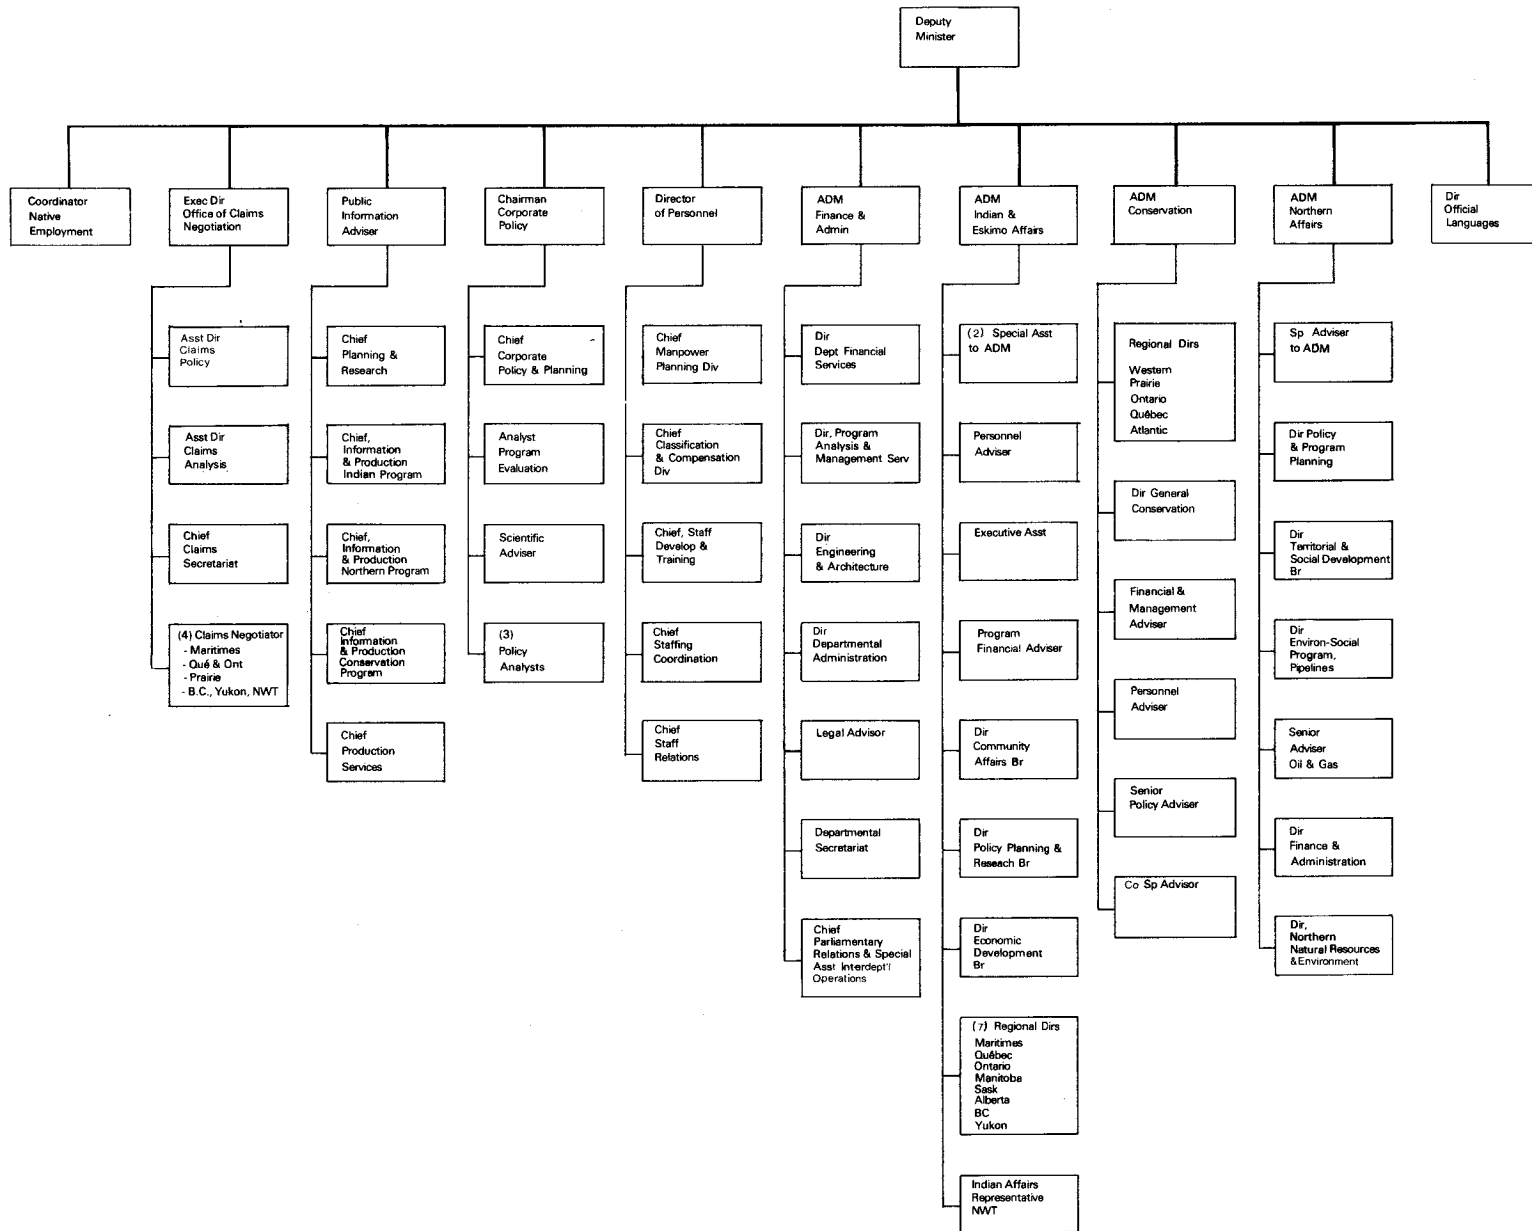 Deputy
Minister
Coordinator
Native
Employment
Exec Dir
Office of Claims
Negotiation
Public
Information
Adviser
Chairman
Corporate
Policy
Director
of Personnel
ADM
Finance &
Admin
ADM
Indian &
Eskimo Affairs
ADM
Conservation
ADM
Northern
Affairs
Dir
Official
Languages
Asst Dir
Claims
Policy
Asst Dir
Claims
Analysis
Chief
Claims
Secretariat
(4) Claims Negotiator
- Maritimes
- Qué & Ont
- Prairie
- B.C., Yukon, NWT
Chief
Planning &
Research
Chief,
Information
& Production
Indian Program
Chief,
Information
& Production
Northern Program
Chief
Information
& Production
Conservation
Program
Chief
Production
Services
Chief
Corporate
Policy & Planning
Analyst
Program
Evaluation
Scientific
Adviser
(3)
Policy
Analysts
Chief
Manpower
Planning Div
Chief
Classification
& Compensation
Div
Chief, Staff
Develop &
Training
Chief
Staffing
Coordination
Chief
Staff
Relations
Dir
Dept Financial
Services
Dir, Program
Analysis &
Management Serv
Dir
Engineering
& Architecture
Dir
Departmental
Administration
Legal Advisor
Departmental
Secretariat
Chief
Parliamentary
Relations & Special
Asst Interdept'l
Operations
(2) Special Asst
to ADM
Personnel
Adviser
Executive Asst
Program
Financial Adviser
Dir
Community
Affairs Br
Dir
Policy Planning &
Reseach Br
Dir
Economic
Development
Br
(7) Regional Dirs
Maritimes
Québec
Ontario
Manitoba
Sask
Alberta
BC
Yukon
Indian Affairs
Representative
NWT
Regional Dirs
Western
Prairie
Ontario
Québec
Atlantic
Dir General
Conservation
Financial &
Management
Adviser
Personnel
Adviser
Senior
Policy Adviser
Co Sp Advisor
Sp Adviser
to ADM
Dir Policy
& Program
Planning
Dir
Territorial &
Social Development
Br
Dir
Environ-Social
Program,
Pipelines
Senior
Adviser
Oil & Gas
Dir
Finance &
Administration
Dir,
Northern
Natural Resources
& Environment